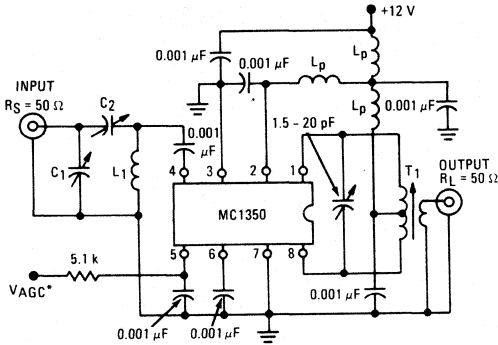 +12 V
0.001 µF
0.001 µF
Lp
Lp
Lp
0.001 µF
INPUT
RS = 50 Ω
C2
0.001
µF
1.5 – 20 pF
C1
L1
4
3
2
1
T1
OUTPUT
RL = 50 Ω
MC1350
5
6
7
8
5.1 k
VAGC*
0.001 µF
0.001 µF
0.001 µF